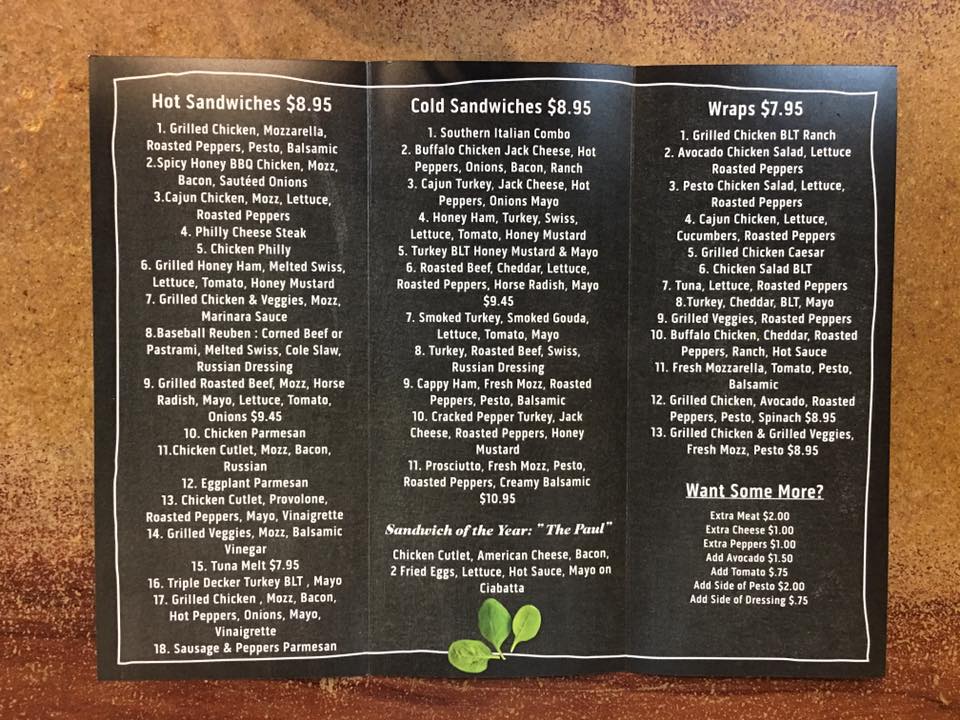 Hot Sandwiches $8.95
1. Grilled Chicken, Mozzarella,
Roasted Peppers, Pesto, Balsamic
2.Spicy Honey BBQ Chicken, Mozz,
Bacon, Sautéed Onions
3.Cajun Chicken, Mozz, Lettuce,
Roasted Peppers
4. Philly Cheese Steak
5. Chicken Philly
6. Grilled Honey Ham, Melted Swiss,
Lettuce, Tomato, Honey Mustard
7. Grilled Chicken & Veggies, Mozz,
Marinara Sauce
8.Baseball Reuben : Corned Beef or
Pastrami, Melted Swiss, Cole Slaw,
Russian Dressing
9. Grilled Roasted Beef, Mozz, Horse
Radish, Mayo, Lettuce, Tomato,
Onions $9.45
10. Chicken Parmesan
11.Chicken Cutlet, Mozz, Bacon,
Russian
12. Eggplant Parmesan
13. Chicken Cutlet, Provolone,
Roasted Peppers, Mayo, Vinaigrette
14. Grilled Veggies, Mozz, Balsamic
Vinegar
15. Tuna Melt $7.95
16. Triple Decker Turkey BLT , Mayo
17. Grilled Chicken , Mozz, Bacon,
Hot Peppers, Onions, Mayo,
Vinaigrette
18. Sausage & Peppers Parmesan
Cold Sandwiches $8.95
1. Southern Italian Combo
2. Buffalo Chicken Jack Cheese, Hot
Peppers, Onions, Bacon, Ranch
3. Cajun Turkey, Jack Cheese, Hot
Peppers, Onions Mayo
4. Honey Ham, Turkey, Swiss,
Lettuce, Tomato, Honey Mustard
5. Turkey BLT Honey Mustard & Mayo
6. Roasted Beef, Cheddar, Lettuce,
Roasted Peppers, Horse Radish, Mayo
$9.45
7. Smoked Turkey, Smoked Gouda,
Lettuce, Tomato, Mayo
8. Turkey, Roasted Beef, Swiss,
Russian Dressing
9. Cappy Ham, Fresh Mozz, Roasted
Peppers, Pesto, Balsamic
10. Cracked Pepper Turkey, Jack
Cheese, Roasted Peppers, Honey
Mustard
11. Prosciutto, Fresh Mozz, Pesto,
Roasted Peppers, Creamy Balsamic
$10.95
Sandwich of the Year: "The Paul"
Chicken Cutlet, American Cheese, Bacon,
2 Fried Eggs, Lettuce, Hot Sauce, Mayo on
Ciabatta
Wraps $7.95
1. Grilled Chicken BLT Ranch
2. Avocado Chicken Salad, Lettuce
Roasted Peppers
3. Pesto Chicken Salad, Lettuce,
Roasted Peppers
4. Cajun Chicken, Lettuce,
Cucumbers, Roasted Peppers
5. Grilled Chicken Caesar
6. Chicken Salad BLT
7. Tuna, Lettuce, Roasted Peppers
8.Turkey, Cheddar, BLT, Mayo
9. Grilled Veggies, Roasted Peppers
10. Buffalo Chicken, Cheddar, Roasted
Peppers, Ranch, Hot Sauce
11. Fresh Mozzarella, Tomato, Pesto,
Balsamic
12. Grilled Chicken, Avocado, Roasted
Peppers, Pesto, Spinach $8.95
13. Grilled Chicken & Grilled Veggies,
Fresh Mozz, Pesto $8.95
Want Some More?
Extra Meat $2.00
Extra Cheese $1.00
Extra Peppers $1.00
Add Avocado $1.50
Add Tomato $.75
Add Side of Pesto $2.00
Add Side of Dressing $.75